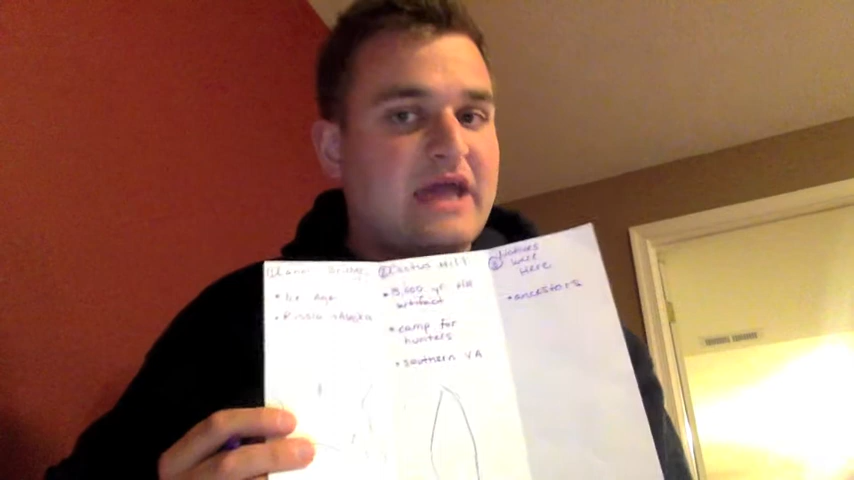 ① Land Bridge
• Ice Age
• Russia → Alaska
② Cactus Hill
• 15,000 yr old
artifact
• camp for
hunters
• southern VA
③ Natives
were
Here
• ancestors